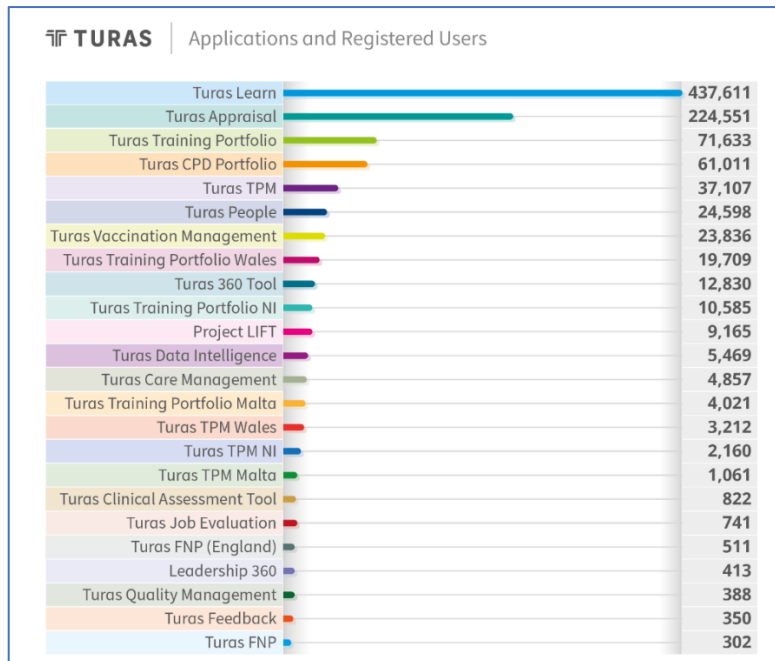 TURAS Applications and Registered Users
Turas Learn 437,611
Turas Appraisal 224,551
Turas Training Portfolio 71,633
Turas CPD Portfolio 61,011
Turas TPM 37,107
Turas People 24,598
Turas Vaccination Management 23,836
Turas Training Portfolio Wales 19,709
Turas 360 Tool 12,830
Turas Training Portfolio NI 10,585
Project LIFT 9,165
Turas Data Intelligence 5,469
Turas Care Management 4,857
Turas Training Portfolio Malta 4,021
Turas TPM Wales 3,212
Turas TPM NI 2,160
Turas TPM Malta 1,061
Turas Clinical Assessment Tool 822
Turas Job Evaluation 741
Turas FNP (England) 511
Leadership 360 413
Turas Quality Management 388
Turas Feedback 350
Turas FNP 302